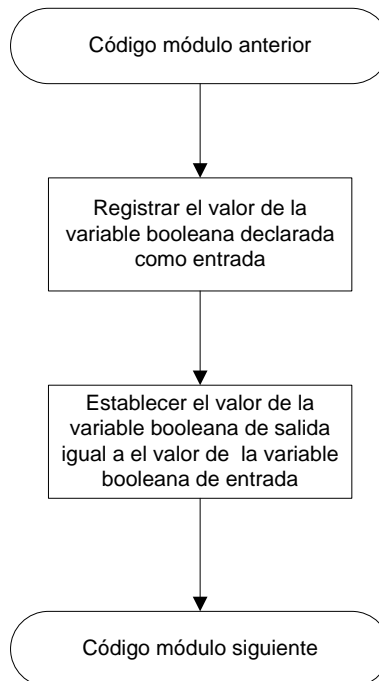 Código módulo anterior
Registrar el valor de la
variable booleana declarada
como entrada
Establecer el valor de la
variable booleana de salida
igual a el valor de la variable
booleana de entrada
Código módulo siguiente